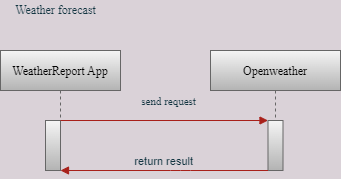 Weather forecast
WeatherReport App
Openweather
send request
return result